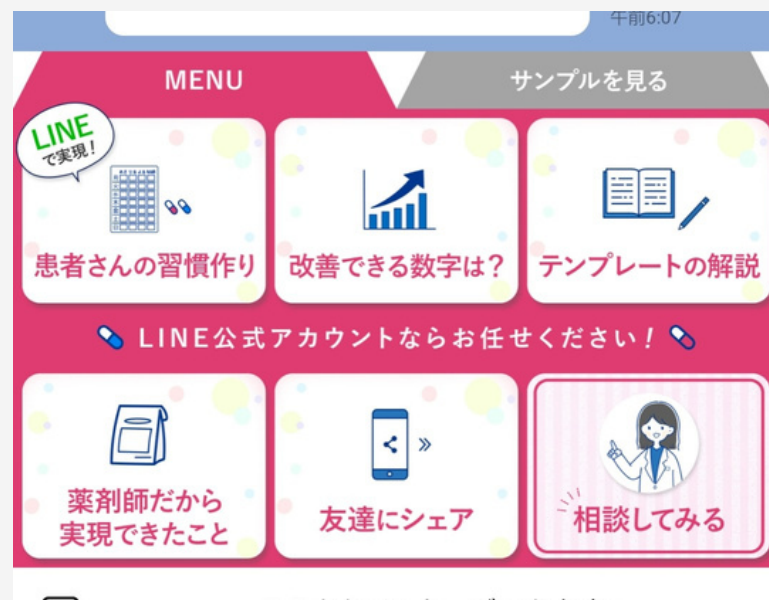 午前6:07
MENU
サンプルを見る
LINE
で実現!
患者さんの習慣作り
改善できる数字は?
テンプレートの解説
LINE公式アカウントならお任せください!
薬剤師だから
実現できたこと
友達にシェア
相談してみる